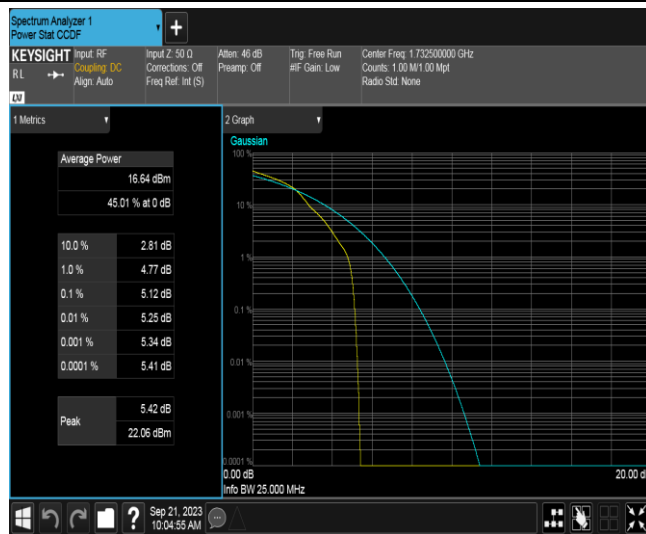 Spectrum Analyzer 1
Power Stat CCDF
KEYSIGHT
RL
LXI
Input: RF
Coupling: DC
Align: Auto
Input Z: 50 Ω
Corrections: Off
Freq Ref: Int (S)
Atten: 46 dB
Preamp: Off
Trig: Free Run
#IF Gain: Low
Center Freq: 1.732500000 GHz
Counts: 1.00 M/1.00 Mpt
Radio Std: None
1 Metrics
Average Power
16.64 dBm
45.01 % at 0 dB
10.0 % 2.81 dB
1.0 % 4.77 dB
0.1 % 5.12 dB
0.01 % 5.25 dB
0.001 % 5.34 dB
0.0001 % 5.41 dB
Peak
5.42 dB
22.06 dBm
2 Graph
Gaussian
100 %
10 %
1 %
0.1 %
0.01 %
0.001 %
0.0001 %
0.00 dB
20.00 d
Info BW 25.000 MHz
?
Sep 21, 2023
10:04:55 AM